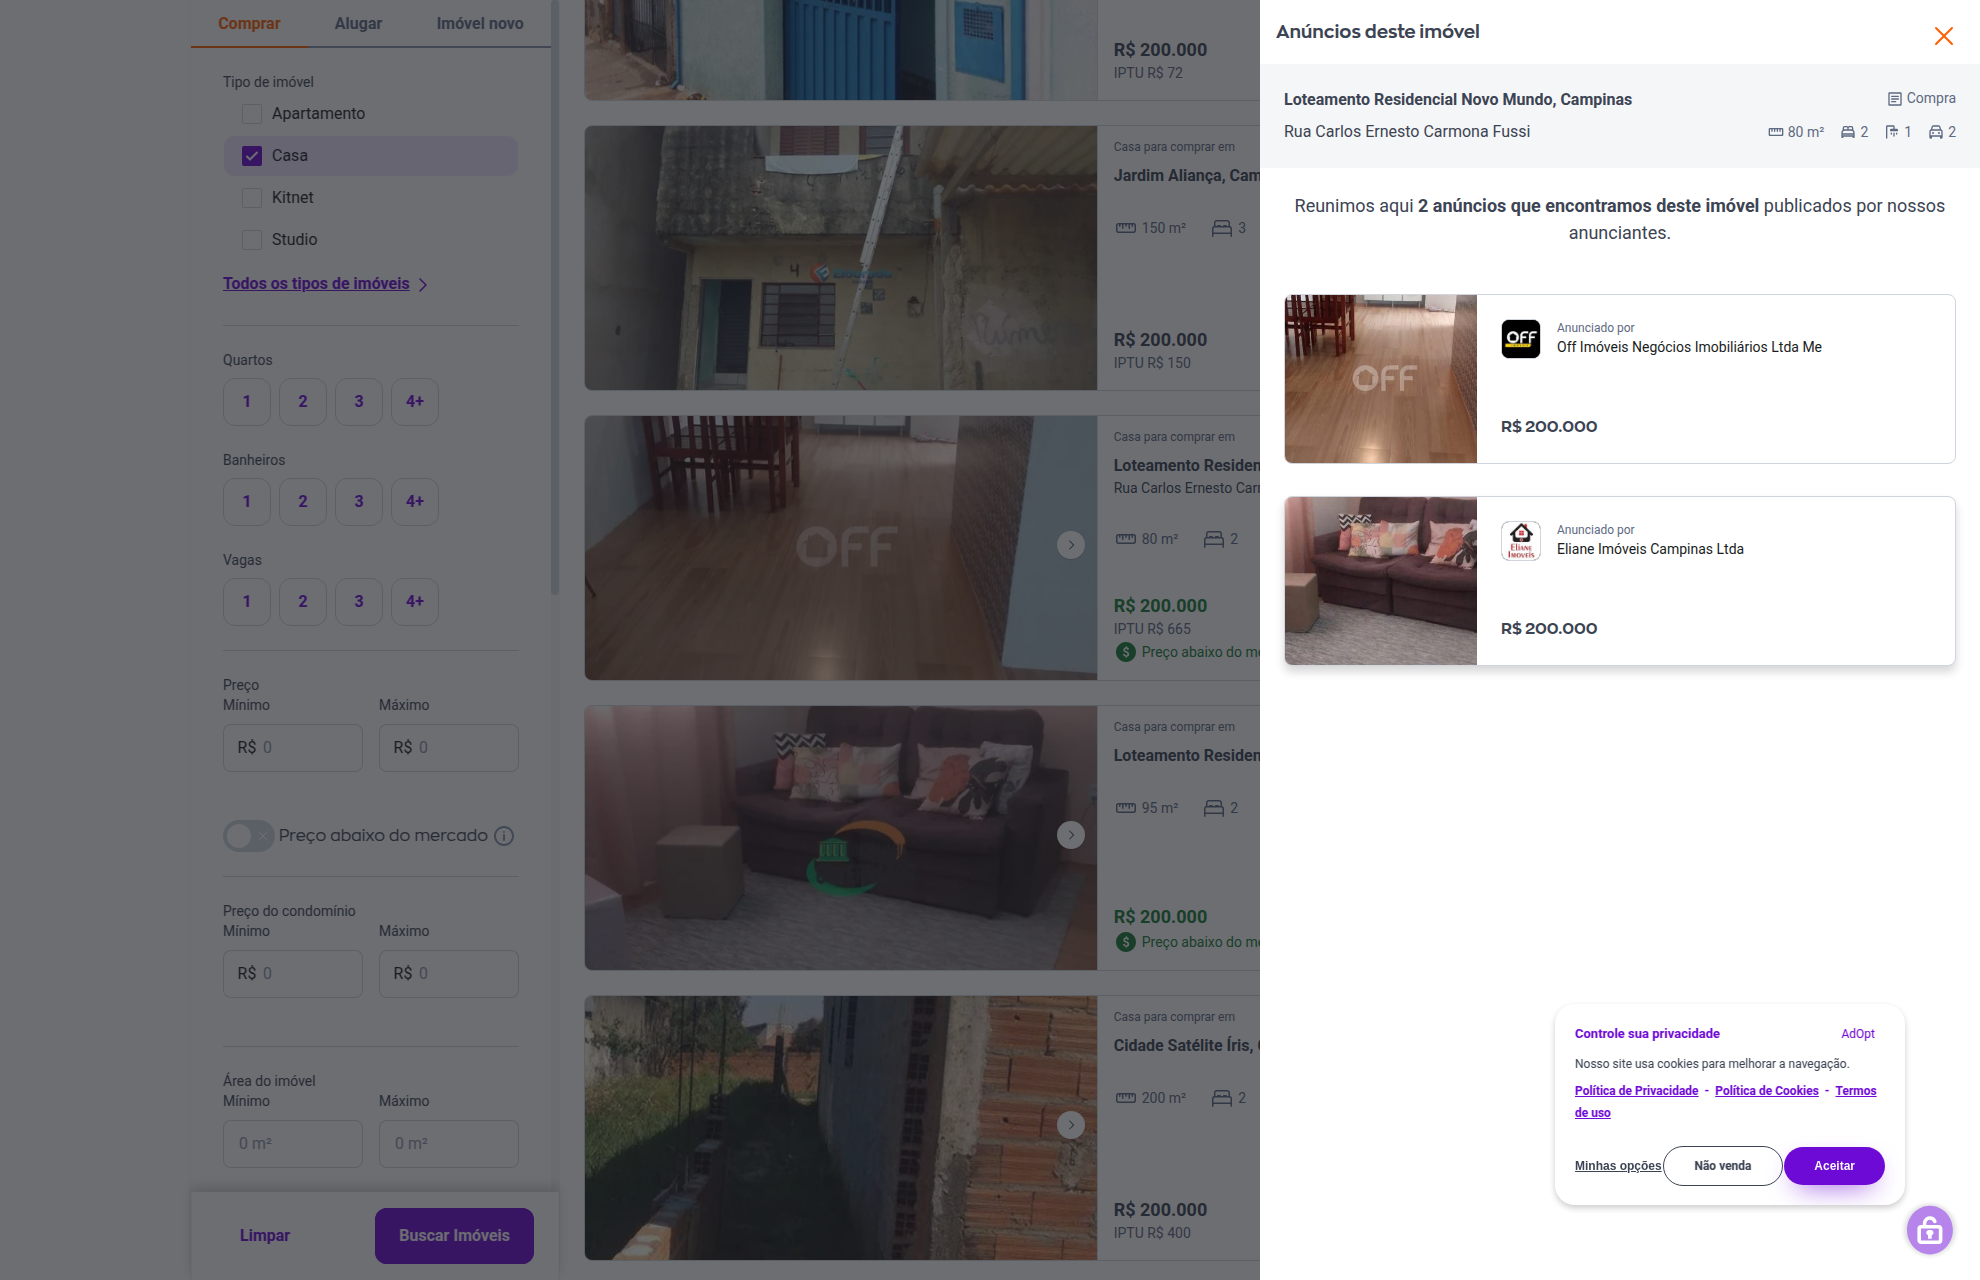 Comprar
Alugar
Imóvel novo
Tipo de imóvel
Apartamento
Casa
Kitnet
Studio
Todos os tipos de imóveis
Quartos
1
2
3
4+
Banheiros
1
2
3
4+
Vagas
1
2
3
4+
Preço
Mínimo
Máximo
R$ 0
R$ 0
Preço abaixo do mercado
Preço do condomínio
Mínimo
Máximo
R$ 0
R$ 0
Área do imóvel
Mínimo
Máximo
0 m²
0 m²
Limpar
Buscar Imóveis
R$ 200.000
IPTU R$ 72
Casa para comprar em
Jardim Aliança, Cam
150 m²
3
R$ 200.000
IPTU R$ 150
OFF
Casa para comprar em
Loteamento Residen
Rua Carlos Ernesto Carr
80 m²
2
R$ 200.000
IPTU R$ 665
$
Preço abaixo do me
Casa para comprar em
Loteamento Residen
95 m²
2
R$ 200.000
$
Preço abaixo do me
Casa para comprar em
Cidade Satélite Íris, C
200 m²
2
R$ 200.000
IPTU R$ 400
Anúncios deste imóvel
Loteamento Residencial Novo Mundo, Campinas
Compra
Rua Carlos Ernesto Carmona Fussi
80 m²
2
1
2
Reunimos aqui 2 anúncios que encontramos deste imóvel publicados por nossos
anunciantes.
OFF
OFF
Anunciado por
Off Imóveis Negócios Imobiliários Ltda Me
R$ 200.000
Eliane
Imóveis
Anunciado por
Eliane Imóveis Campinas Ltda
R$ 200.000
Controle sua privacidade
AdOpt
Nosso site usa cookies para melhorar a navegação.
Política de Privacidade - Política de Cookies - Termos
de uso
Minhas opções
Não venda
Aceitar